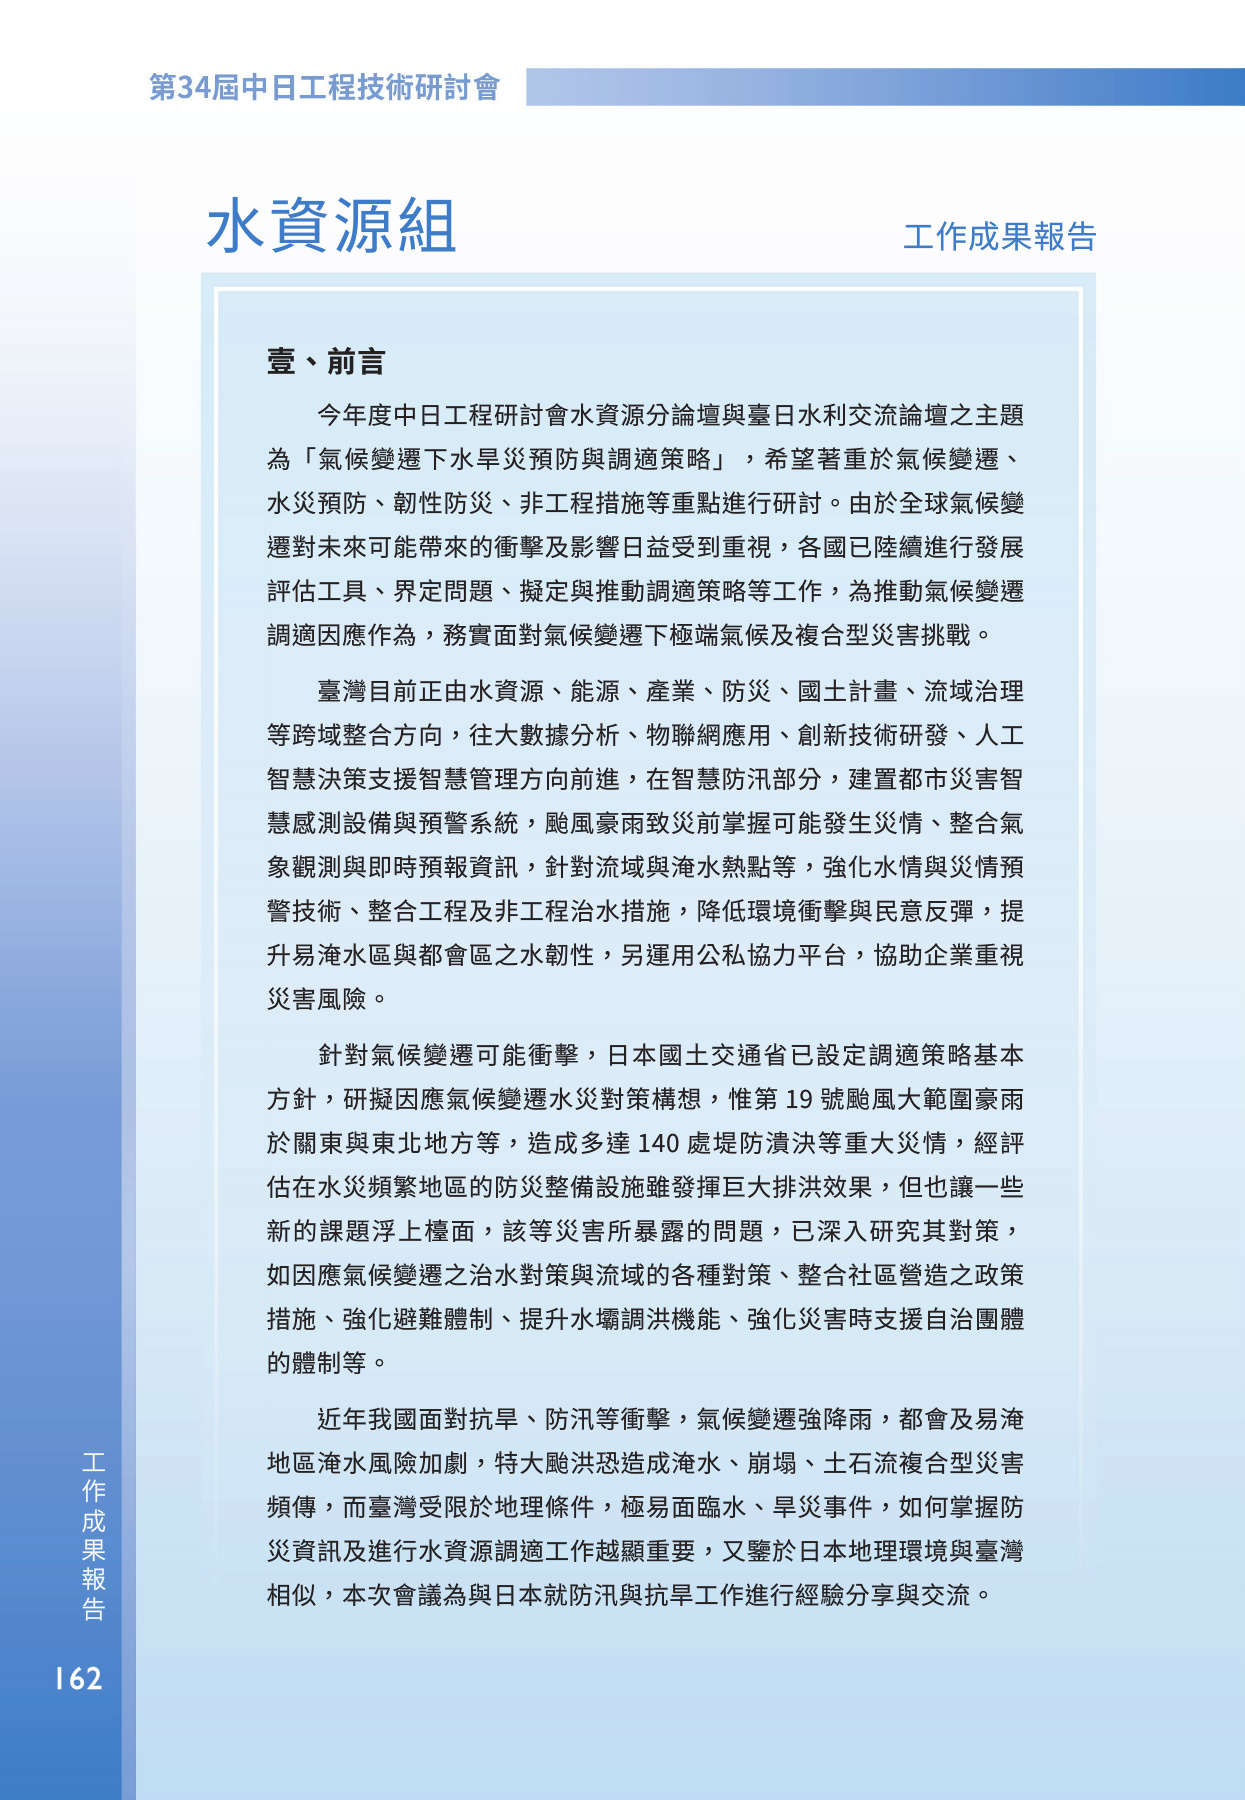 第34屆中日工程技術研討會
水資源組
工作成果報告
壹、前言
今年度中日工程研討會水資源分論壇與臺日水利交流論壇之主題
為「氣候變遷下水旱災預防與調適策略」，希望著重於氣候變遷、
水災預防、韌性防災、非工程措施等重點進行研討。由於全球氣候變
遷對未來可能帶來的衝擊及影響日益受到重視，各國已陸續進行發展
評估工具、界定問題、擬定與推動調適策略等工作，為推動氣候變遷
調適因應作為，務實面對氣候變遷下極端氣候及複合型災害挑戰。
臺灣目前正由水資源、能源、產業、防災、國土計畫、流域治理
等跨域整合方向，往大數據分析、物聯網應用、創新技術研發、人工
智慧決策支援智慧管理方向前進，在智慧防汛部分，建置都市災害智
慧感測設備與預警系統，颱風豪雨致災前掌握可能發生災情、整合氣
象觀測與即時預報資訊，針對流域與淹水熱點等，強化水情與災情預
警技術、整合工程及非工程治水措施，降低環境衝擊與民意反彈，提
升易淹水區與都會區之水韌性，另運用公私協力平台，協助企業重視
災害風險。
針對氣候變遷可能衝擊，日本國土交通省已設定調適策略基本
方針，研擬因應氣候變遷水災對策構想，惟第 19 號颱風大範圍豪雨
於關東與東北地方等，造成多達 140 處堤防潰決等重大災情，經評
估在水災頻繁地區的防災整備設施雖發揮巨大排洪效果，但也讓一些
新的課題浮上檯面，該等災害所暴露的問題，已深入研究其對策，
如因應氣候變遷之治水對策與流域的各種對策、整合社區營造之政策
措施、強化避難體制、提升水壩調洪機能、強化災害時支援自治團體
的體制等。
近年我國面對抗旱、防汛等衝擊，氣候變遷強降雨，都會及易淹
地區淹水風險加劇，特大颱洪恐造成淹水、崩塌、土石流複合型災害
頻傳，而臺灣受限於地理條件，極易面臨水、旱災事件，如何掌握防
災資訊及進行水資源調適工作越顯重要，又鑒於日本地理環境與臺灣
相似，本次會議為與日本就防汛與抗旱工作進行經驗分享與交流。
工作成果報告
162